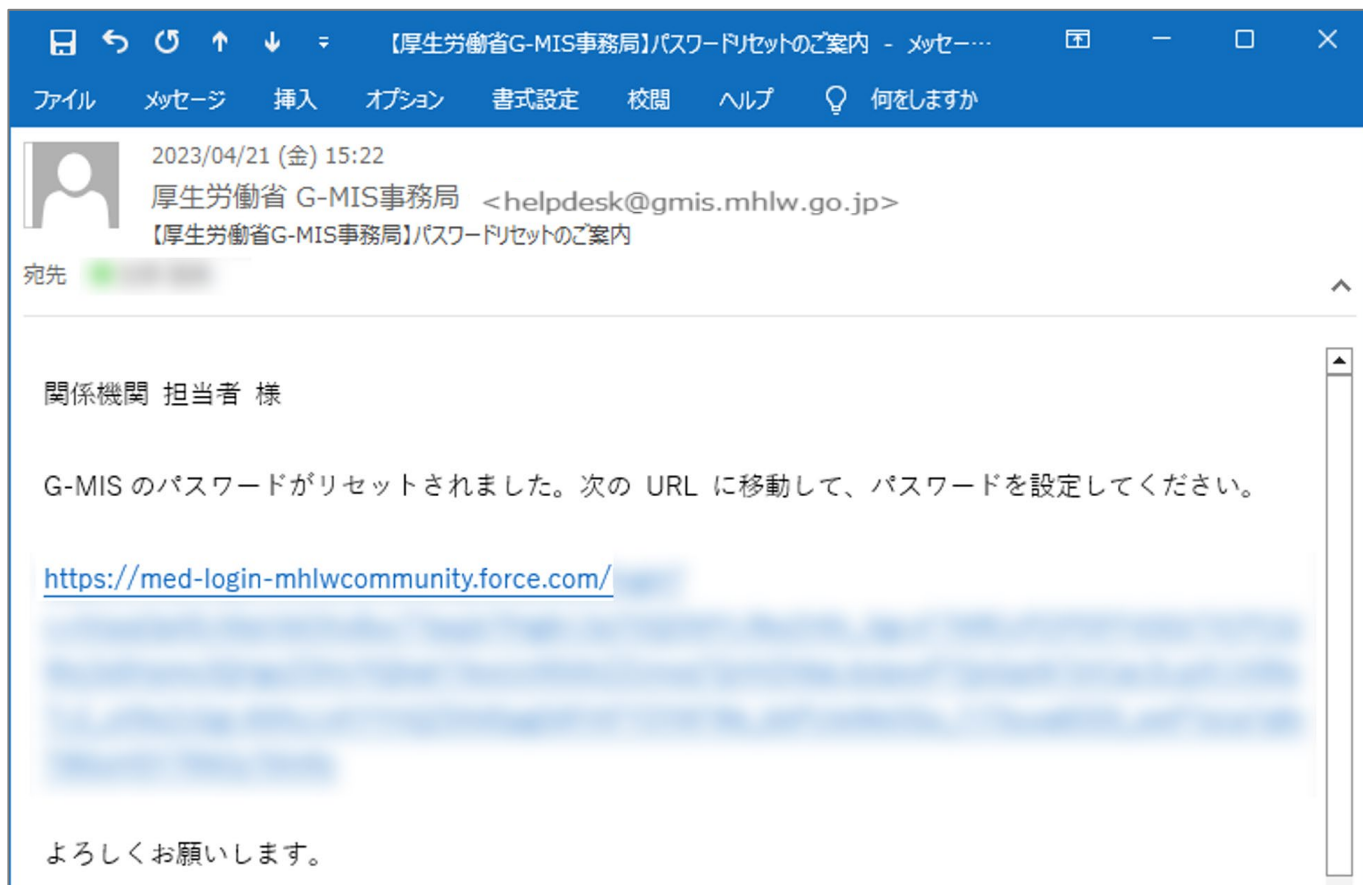 【厚生労働省G-MIS事務局】パスワードリセットのご案内 - メッセー…
ファイル メッセージ 挿入 オプション 書式設定 校閲 ヘルプ 何をしますか
2023/04/21 (金) 15:22
厚生労働省 G-MIS事務局 <helpdesk@gmis.mhlw.go.jp>
【厚生労働省G-MIS事務局】パスワードリセットのご案内
宛先
関係機関 担当者 様
G-MIS のパスワードがリセットされました。次の URL に移動して、パスワードを設定してください。
https://med-login-mhlwcommunity.force.com/
よろしくお願いします。